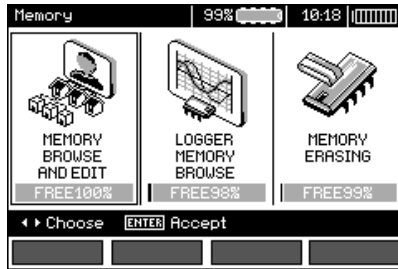 Memory 99% 10:18
MEMORY
BROWSE
AND EDIT
FREE100%
LOGGER
MEMORY
BROWSE
FREE98%
MEMORY
ERASING
FREE99%
Choose ENTER Accept